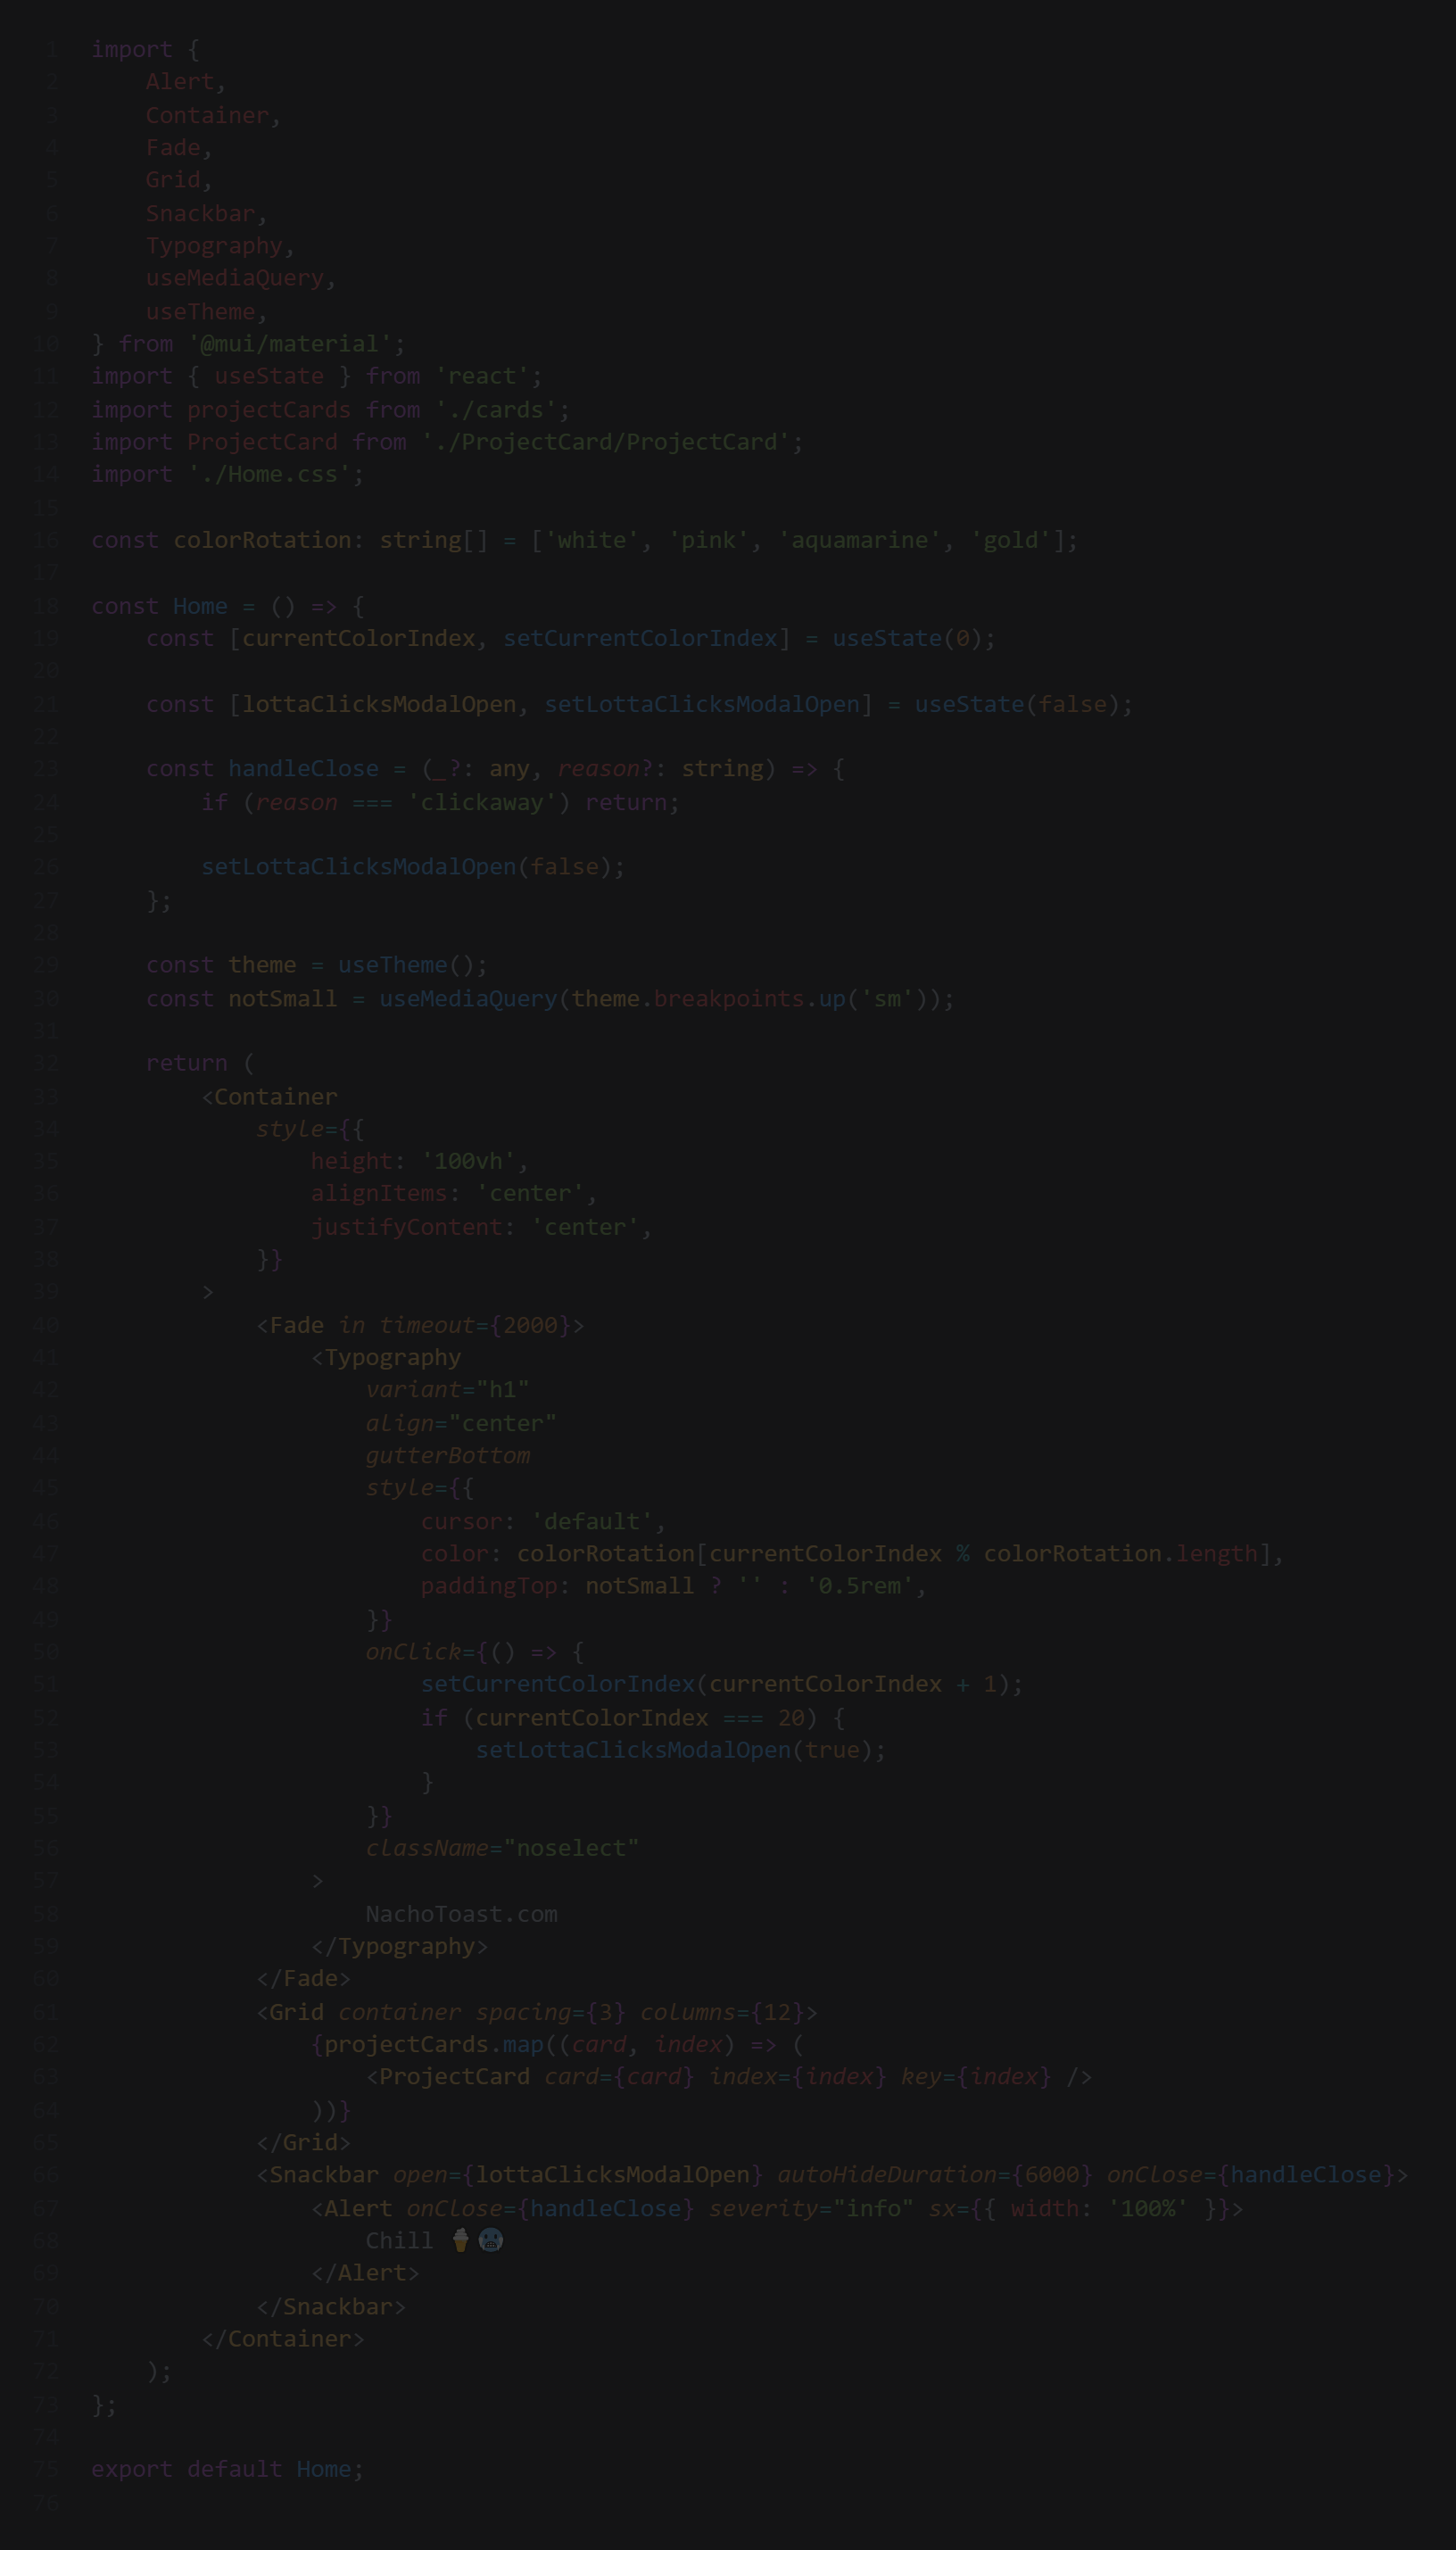 1 import {
2     Alert,
3     Container,
4     Fade,
5     Grid,
6     Snackbar,
7     Typography,
8     useMediaQuery,
9     useTheme,
10 } from '@mui/material';
11 import { useState } from 'react';
12 import projectCards from './cards';
13 import ProjectCard from './ProjectCard/ProjectCard';
14 import './Home.css';
15
16 const colorRotation: string[] = ['white', 'pink', 'aquamarine', 'gold'];
17
18 const Home = () => {
19     const [currentColorIndex, setCurrentColorIndex] = useState(0);
20
21     const [lottaClicksModalOpen, setLottaClicksModalOpen] = useState(false);
22
23     const handleClose = (_?: any, reason?: string) => {
24         if (reason === 'clickaway') return;
25
26         setLottaClicksModalOpen(false);
27     };
28
29     const theme = useTheme();
30     const notSmall = useMediaQuery(theme.breakpoints.up('sm'));
31
32     return (
33         <Container
34             style={{
35                 height: '100vh',
36                 alignItems: 'center',
37                 justifyContent: 'center',
38             }}
39         >
40             <Fade in timeout={2000}>
41                 <Typography
42                     variant="h1"
43                     align="center"
44                     gutterBottom
45                     style={{
46                         cursor: 'default',
47                         color: colorRotation[currentColorIndex % colorRotation.length],
48                         paddingTop: notSmall ? '' : '0.5rem',
49                     }}
50                     onClick={() => {
51                         setCurrentColorIndex(currentColorIndex + 1);
52                         if (currentColorIndex === 20) {
53                             setLottaClicksModalOpen(true);
54                         }
55                     }}
56                     className="noselect"
57                 >
58                     NachoToast.com
59                 </Typography>
60             </Fade>
61             <Grid container spacing={3} columns={12}>
62                 {projectCards.map((card, index) => (
63                     <ProjectCard card={card} index={index} key={index} />
64                 ))}
65             </Grid>
66             <Snackbar open={lottaClicksModalOpen} autoHideDuration={6000} onClose={handleClose}>
67                 <Alert onClose={handleClose} severity="info" sx={{ width: '100%' }}>
68                     Chill 🍦🥶
69                 </Alert>
70             </Snackbar>
71         </Container>
72     );
73 };
74
75 export default Home;
76